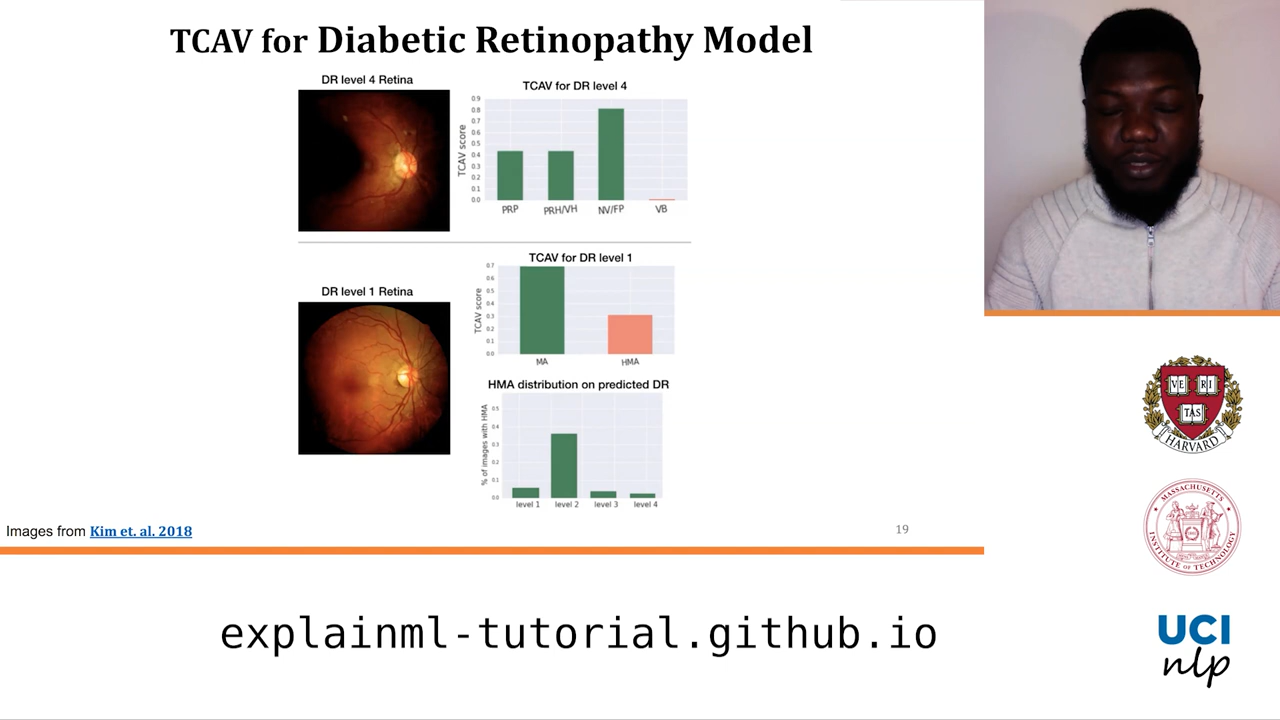 TCAV for Diabetic Retinopathy Model
DR level 4 Retina
TCAV for DR level 4
TCAV score
0.9
0.8
0.7
0.6
0.5
0.4
0.3
0.2
0.1
0.0
PRP PRH/VH NV/FP VB
DR level 1 Retina
TCAV for DR level 1
TCAV score
0.7
0.6
0.5
0.4
0.3
0.2
0.1
0.0
MA HMA
HMA distribution on predicted DR
% of images with HMA
0.5
0.4
0.3
0.2
0.1
0.0
level 1 level 2 level 3 level 4
Images from Kim et. al. 2018
19
explainml-tutorial.github.io
VE RI
TAS
HARVARD
MASSACHUSETTS
INSTITUTE OF TECHNOLOGY
UCI
nlp